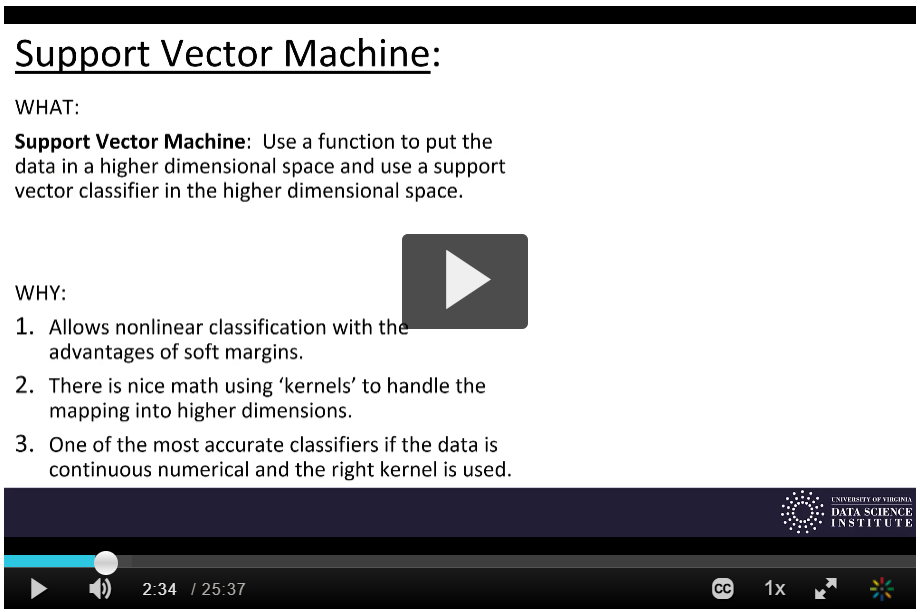 Support Vector Machine:
WHAT:
Support Vector Machine: Use a function to put the
data in a higher dimensional space and use a support
vector classifier in the higher dimensional space.
WHY:
1. Allows nonlinear classification with the
advantages of soft margins.
2. There is nice math using ‘kernels’ to handle the
mapping into higher dimensions.
3. One of the most accurate classifiers if the data is
continuous numerical and the right kernel is used.
UNIVERSITY OF VIRGINIA
DATA SCIENCE
INSTITUTE
2:34 / 25:37 CC 1x